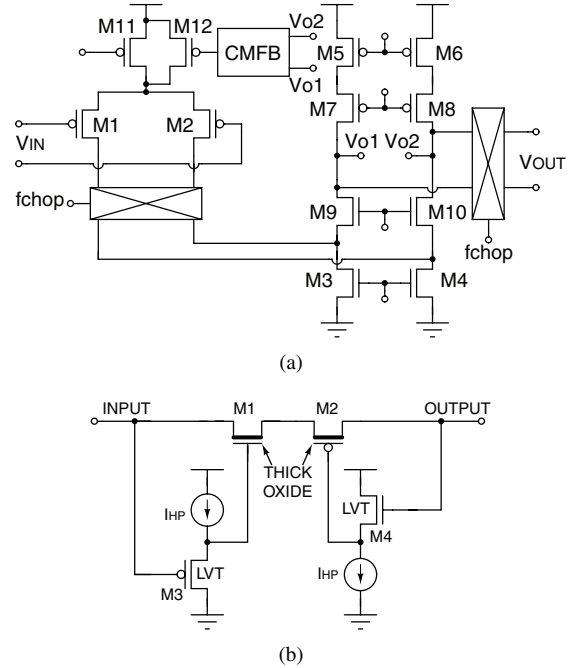 M11 M12
CMFB
Vo2
Vo1
M5 M6
M7 M8
M1 M2
VIN
Vo1 Vo2
VOUT
fchop
M9 M10
fchop
M3 M4
(a)
INPUT M1 M2 OUTPUT
THICK
OXIDE
IHP
LVT
M4
LVT
M3
IHP
(b)